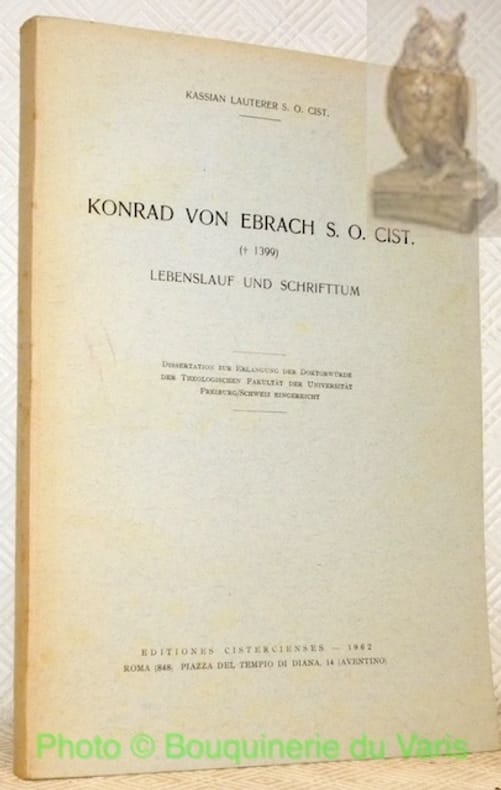 KASSIAN LAUTERER S. O. CIST.
KONRAD VON EBRACH S. O. CIST.
(† 1399)
LEBENSLAUF UND SCHRIFTTUM
DISSERTATION ZUR ERLANGUNG DER DOKTORWÜRDE
DER THEOLOGISCHEN FAKULTÄT DER UNIVERSITÄT
FREIBURG/SCHWEIZ EINGEREICHT
EDITIONES CISTERCIENSES — 1962
ROMA (848) PIAZZA DEL TEMPIO DI DIANA, 14 (AVENTINO)
Photo © Bouquinerie du Varis